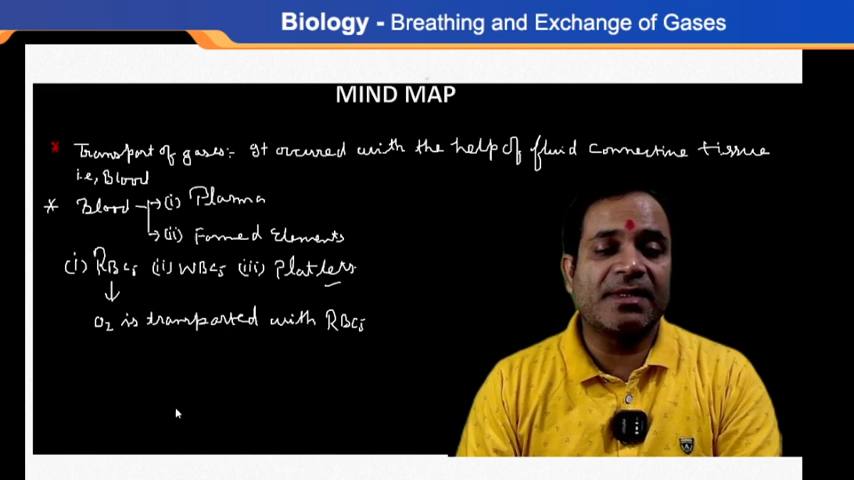 Biology - Breathing and Exchange of Gases
MIND MAP
* Transport of gases:- It occured with the help of fluid connective tissue
i.e, Blood
* Blood → (i) Plasma
→ (ii) Formed Elements
(i) RBCs (ii) WBCs (iii) Platlets
↓
O2 is transported with RBCs